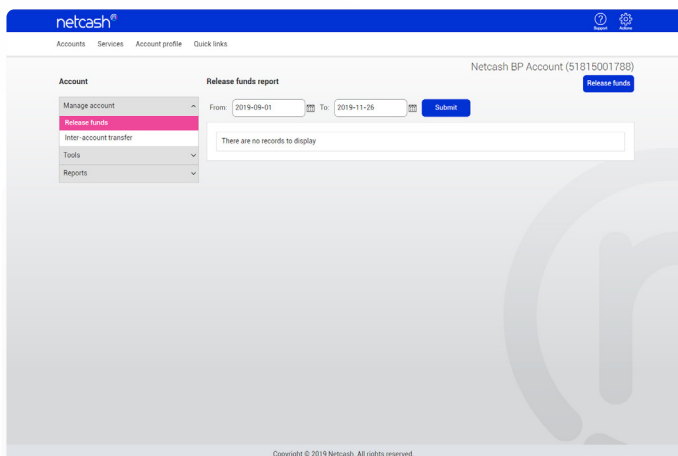 netcash
Support Actions
Accounts Services Account profile Quick links
Netcash BP Account (51815001788)
Account
Release funds report
Release funds
Manage account
From: 2019-09-01 To: 2019-11-26 Submit
Release funds
Inter-account transfer
There are no records to display
Tools
Reports
Copyright © 2019 Netcash. All rights reserved